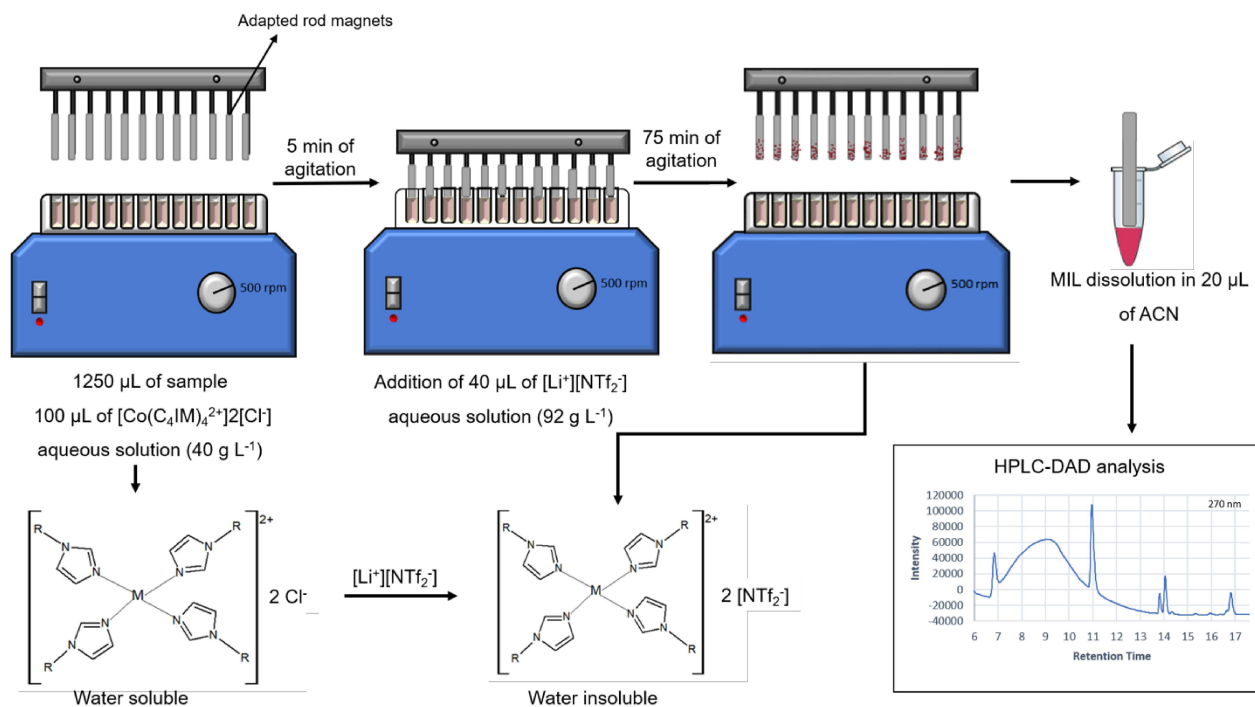 Adapted rod magnets
5 min of
agitation
75 min of
agitation
500 rpm
500 rpm
500 rpm
MIL dissolution in 20 µL
of ACN
1250 µL of sample
100 µL of [Co(C₄IM)₄²⁺]2[Cl⁻]
aqueous solution (40 g L⁻¹)
Addition of 40 µL of [Li⁺][NTf₂⁻]
aqueous solution (92 g L⁻¹)
HPLC-DAD analysis
270 nm
Intensity
120000
100000
80000
60000
40000
20000
0
-20000
-40000
6 7 8 9 10 11 12 13 14 15 16 17
Retention Time
R
N
N
R
N
N
M
N
N
R
N
N
R
2+
2 Cl⁻
Water soluble
[Li⁺][NTf₂⁻]
R
N
N
R
N
N
M
N
N
R
N
N
R
2+
2 [NTf₂⁻]
Water insoluble